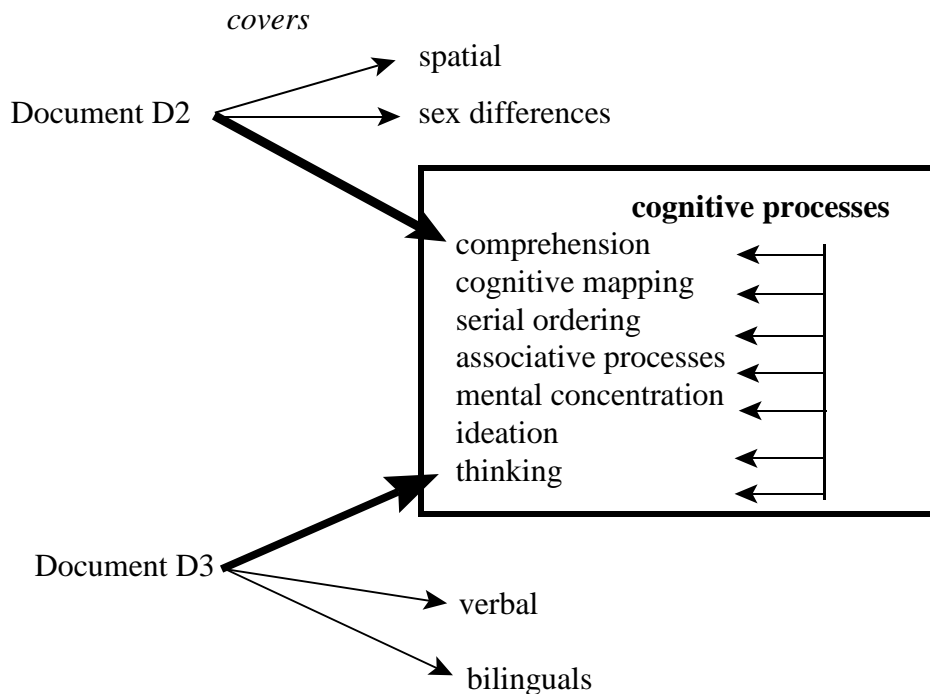 covers
spatial
Document D2
sex differences
cognitive processes
comprehension
cognitive mapping
serial ordering
associative processes
mental concentration
ideation
thinking
Document D3
verbal
bilinguals